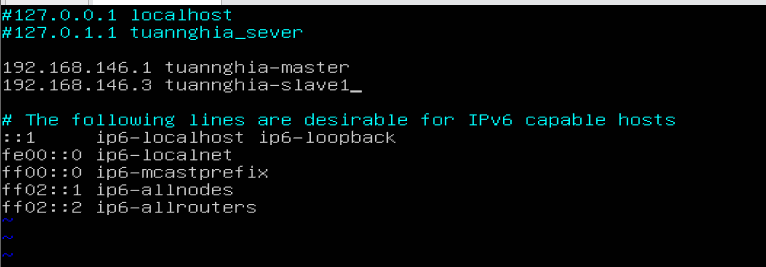 #127.0.0.1 localhost
#127.0.1.1 tuannghia_sever
192.168.146.1 tuannghia-master
192.168.146.3 tuannghia-slave1_
# The following lines are desirable for IPv6 capable hosts
::1     ip6-localhost ip6-loopback
fe00::0 ip6-localnet
ff00::0 ip6-mcastprefix
ff02::1 ip6-allnodes
ff02::2 ip6-allrouters
~
~
~